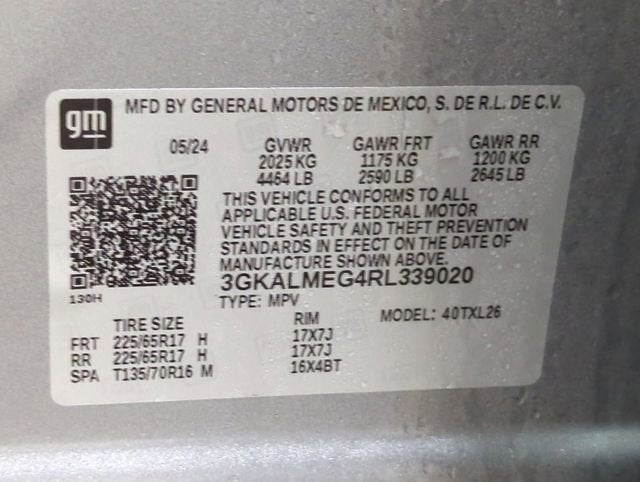 gm MFD BY GENERAL MOTORS DE MEXICO, S. DE R.L. DE C.V.
05/24 GVWR GAWR FRT GAWR RR
2025 KG 1175 KG 1200 KG
4464 LB 2590 LB 2645 LB
THIS VEHICLE CONFORMS TO ALL
APPLICABLE U.S. FEDERAL MOTOR
VEHICLE SAFETY AND THEFT PREVENTION
STANDARDS IN EFFECT ON THE DATE OF
MANUFACTURE SHOWN ABOVE.
130H 3GKALMEG4RL339020
TYPE: MPV MODEL: 40TXL26
TIRE SIZE RIM
FRT 225/65R17 H 17X7J
RR 225/65R17 H 17X7J
SPA T135/70R16 M 16X4BT